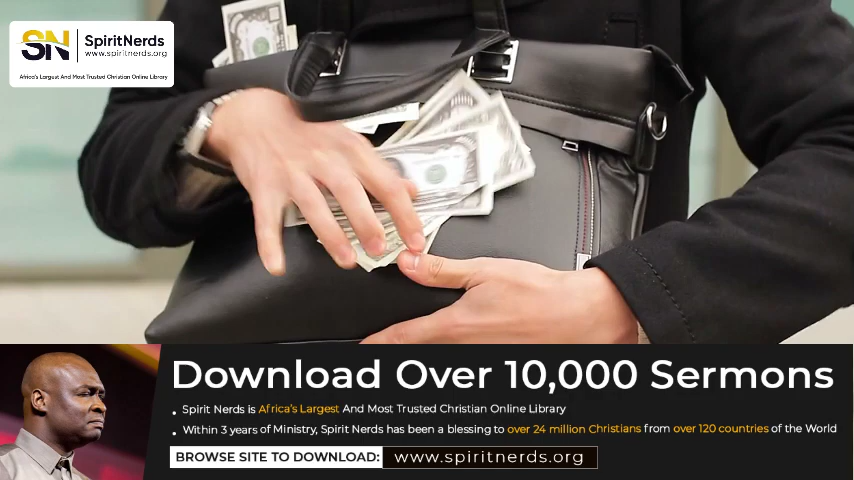 SN
SpiritNerds
www.spiritnerds.org
Africa's Largest And Most Trusted Christian Online Library
Download Over 10,000 Sermons
• Spirit Nerds is Africa's Largest And Most Trusted Christian Online Library
• Within 3 years of Ministry, Spirit Nerds has been a blessing to over 24 million Christians from over 120 countries of the World
BROWSE SITE TO DOWNLOAD: www.spiritnerds.org